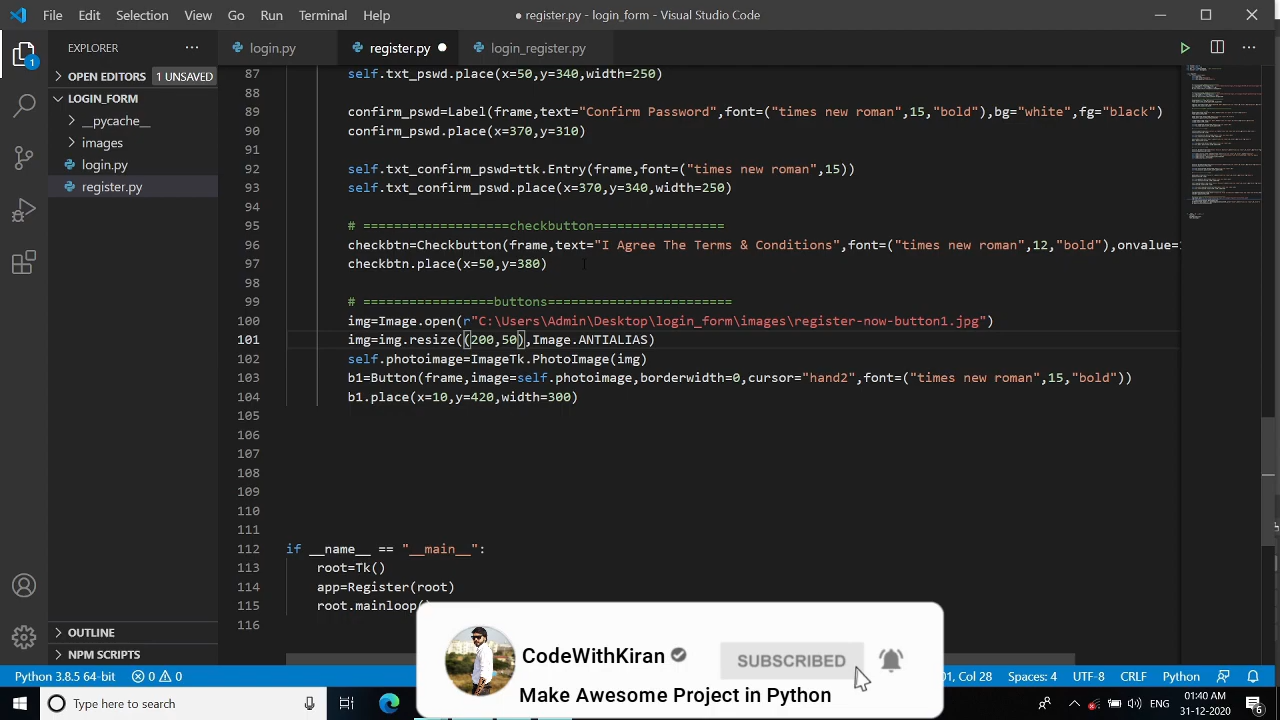 File Edit Selection View Go Run Terminal Help
● register.py - login_form - Visual Studio Code
EXPLORER
login.py
register.py
login_register.py
OPEN EDITORS 1 UNSAVED
LOGIN_FORM
__pycache__
images
login.py
register.py
87 self.txt_pswd.place(x=50,y=340,width=250)
88
89 confirm_pswd=Label(frame,text="Confirm Password",font=("times new roman",15,"bold"),bg="white",fg="black")
90 confirm_pswd.place(x=370,y=310)
91
92 self.txt_confirm_pswd=ttk.Entry(frame,font=("times new roman",15))
93 self.txt_confirm_pswd.place(x=370,y=340,width=250)
94
95 # ===================checkbutton=================
96 checkbtn=Checkbutton(frame,text="I Agree The Terms & Conditions",font=("times new roman",12,"bold"),onvalue=1
97 checkbtn.place(x=50,y=380)
98
99 # =================buttons========================
100 img=Image.open(r"C:\Users\Admin\Desktop\login_form\images\register-now-button1.jpg")
101 img=img.resize((200,50),Image.ANTIALIAS)
102 self.photoimage=ImageTk.PhotoImage(img)
103 b1=Button(frame,image=self.photoimage,borderwidth=0,cursor="hand2",font=("times new roman",15,"bold"))
104 b1.place(x=10,y=420,width=300)
105
106
107
108
109
110
111
112 if __name__ == "__main__":
113 root=Tk()
114 app=Register(root)
115 root.mainloop()
116
OUTLINE
NPM SCRIPTS
CodeWithKiran
SUBSCRIBED
Make Awesome Project in Python
Python 3.8.5 64-bit 0 0
01, Col 28 Spaces: 4 UTF-8 CRLF Python
Type here to search
ENG
01:40 AM
31-12-2020
6
1